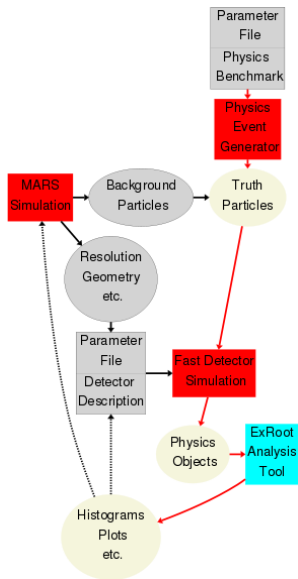 Parameter
File
Physics
Benchmark
Physics
Event
Generator
MARS
Simulation
Background
Particles
Truth
Particles
Resolution
Geometry
etc.
Parameter
File
Detector
Description
Fast Detector
Simulation
Physics
Objects
ExRoot
Analysis
Tool
Histograms
Plots
etc.